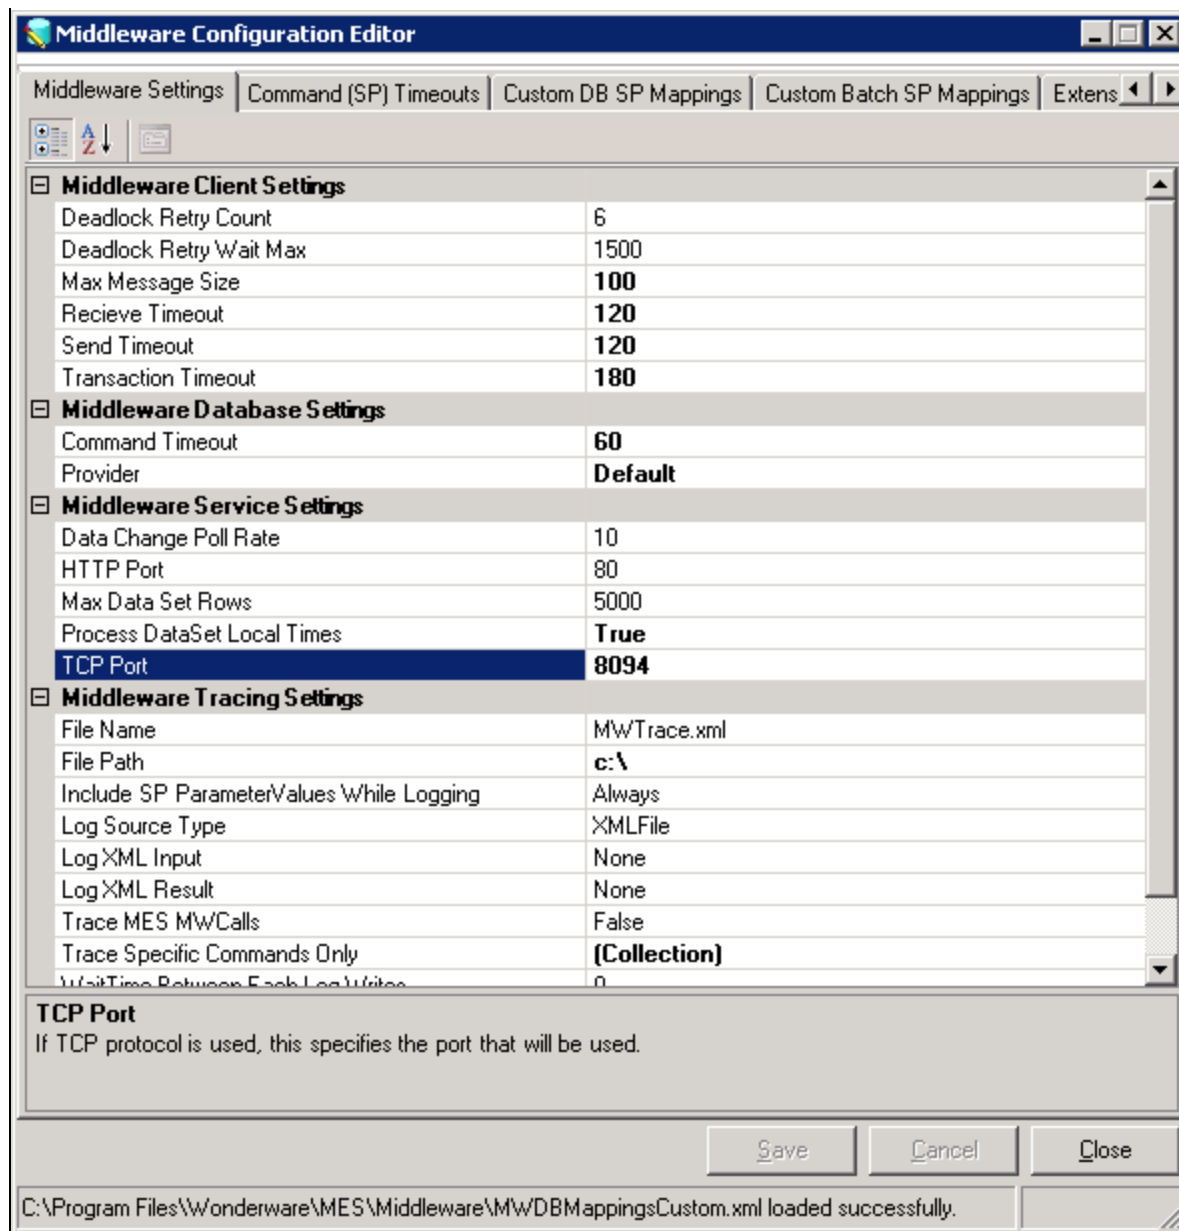 Middleware Configuration Editor
Middleware Settings Command (SP) Timeouts Custom DB SP Mappings Custom Batch SP Mappings Extens
Middleware Client Settings
Deadlock Retry Count 6
Deadlock Retry Wait Max 1500
Max Message Size 100
Recieve Timeout 120
Send Timeout 120
Transaction Timeout 180
Middleware Database Settings
Command Timeout 60
Provider Default
Middleware Service Settings
Data Change Poll Rate 10
HTTP Port 80
Max Data Set Rows 5000
Process DataSet Local Times True
TCP Port 8094
Middleware Tracing Settings
File Name MWTrace.xml
File Path c:\
Include SP ParameterValues While Logging Always
Log Source Type XMLFile
Log XML Input None
Log XML Result None
Trace MES MWCalls False
Trace Specific Commands Only (Collection)
WaitTime Between Each Log Writes 0
TCP Port
If TCP protocol is used, this specifies the port that will be used.
Save Cancel Close
C:\Program Files\Wonderware\MES\Middleware\MWDBMappingsCustom.xml loaded successfully.